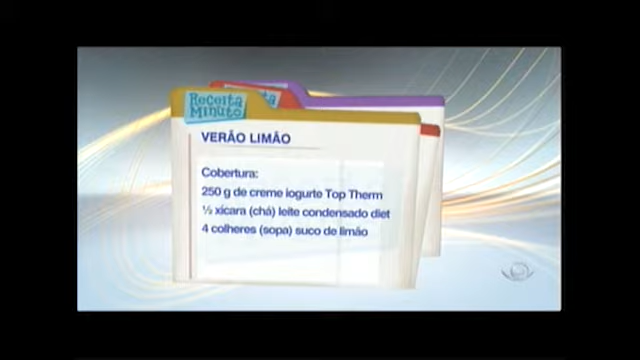 Receita
Minuto
VERÃO LIMÃO
Cobertura:
250 g de creme iogurte Top Therm
½ xícara (chá) leite condensado diet
4 colheres (sopa) suco de limão